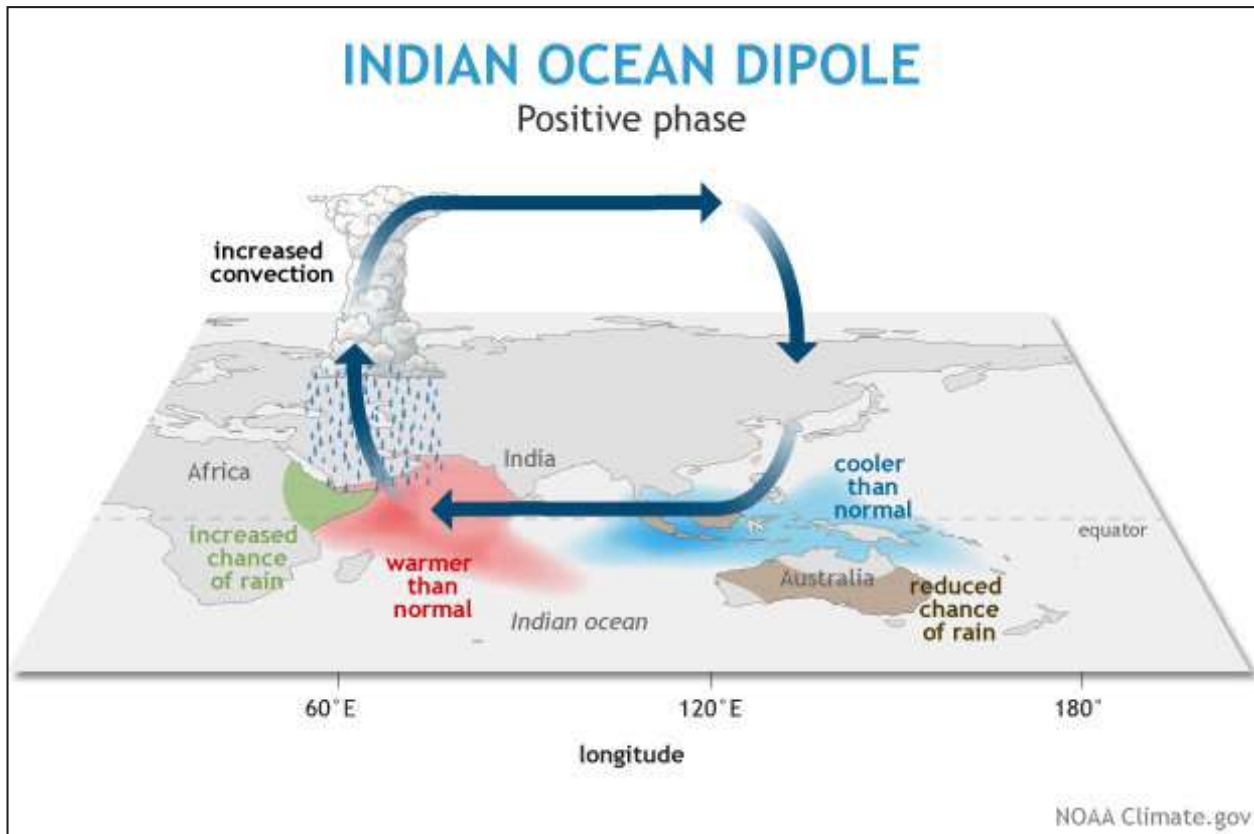 INDIAN OCEAN DIPOLE
Positive phase
increased
convection
Africa
India
cooler
than
normal
increased
chance
of rain
equator
warmer
than
normal
Australia
reduced
chance
of rain
Indian ocean
60°E
120°E
180°
longitude
NOAA Climate.gov